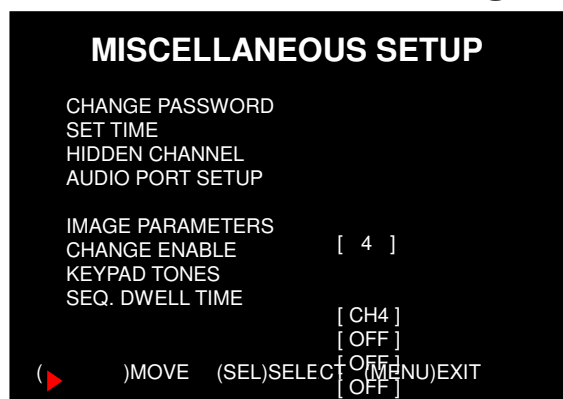 MISCELLANEOUS SETUP
CHANGE PASSWORD
SET TIME
HIDDEN CHANNEL
AUDIO PORT SETUP
IMAGE PARAMETERS
CHANGE ENABLE
KEYPAD TONES
SEQ. DWELL TIME
[ 4 ]
[ CH4 ]
[ OFF ]
[ OFF ]
[ OFF ]
( )MOVE (SEL)SELECT (MENU)EXIT